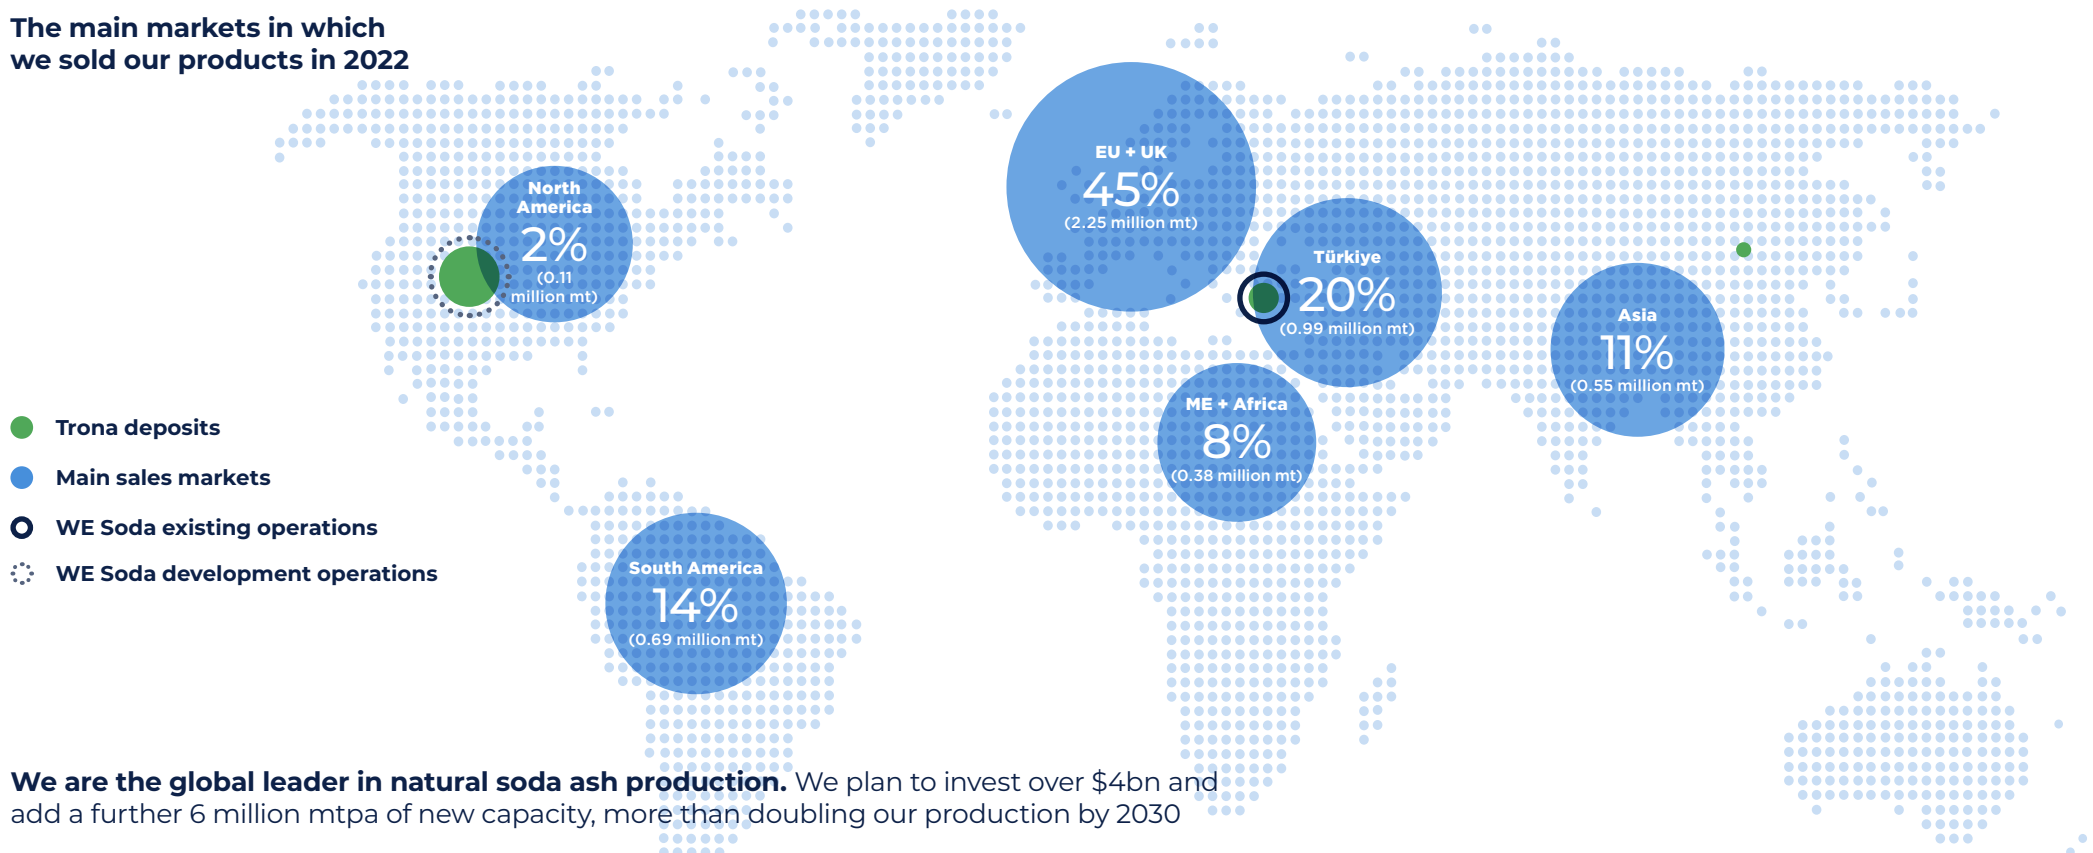 The main markets in which
we sold our products in 2022
EU + UK
45%
(2.25 million mt)
North
America
2%
(0.11
million mt)
Türkiye
20%
(0.99 million mt)
Asia
11%
(0.55 million mt)
ME + Africa
8%
(0.38 million mt)
Trona deposits
Main sales markets
WE Soda existing operations
WE Soda development operations
South America
14%
(0.69 million mt)
We are the global leader in natural soda ash production. We plan to invest over $4bn and
add a further 6 million mtpa of new capacity, more than doubling our production by 2030